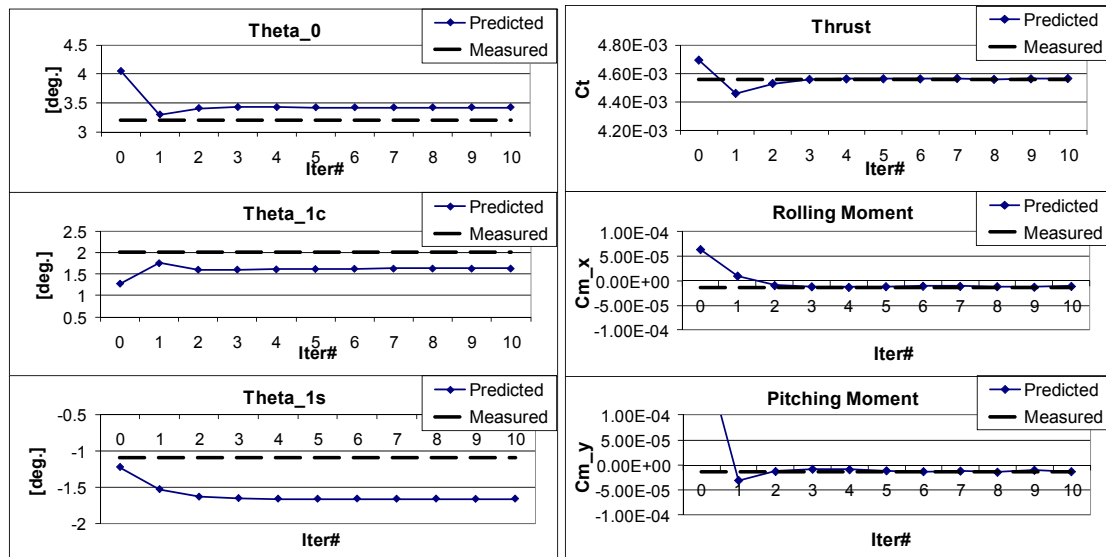 Theta_0
Predicted
Measured
[deg.]
4.5
4
3.5
3
0 1 2 3 4 5 6 7 8 9 10
Iter#
Thrust
Predicted
Measured
Ct
4.80E-03
4.60E-03
4.40E-03
4.20E-03
0 1 2 3 4 5 6 7 8 9 10
Iter#
Theta_1c
Predicted
Measured
[deg.]
2.5
2
1.5
1
0.5
0 1 2 3 4 5 6 7 8 9 10
Iter#
Rolling Moment
Predicted
Measured
Cm_x
1.00E-04
5.00E-05
0.00E+00
-5.00E-05
-1.00E-04
0 1 2 3 4 5 6 7 8 9 10
Iter#
Theta_1s
Predicted
Measured
[deg.]
-0.5
-1
-1.5
-2
0 1 2 3 4 5 6 7 8 9 10
Iter#
Pitching Moment
Predicted
Measured
Cm_y
1.00E-04
5.00E-05
0.00E+00
-5.00E-05
-1.00E-04
0 1 2 3 4 5 6 7 8 9 10
Iter#